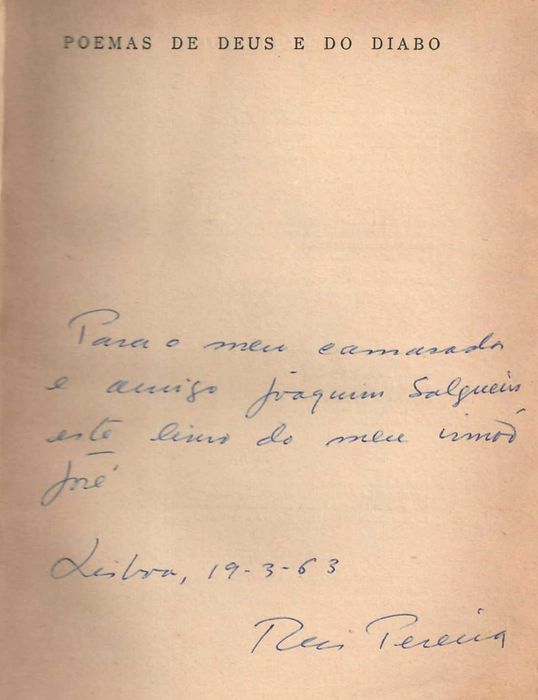 POEMAS DE DEUS E DO DIABO
Para o meu camarada
e amigo Joaquim Salgueiro
este livro do meu irmão
José
Lisboa, 19-3-63
Reis Pereira